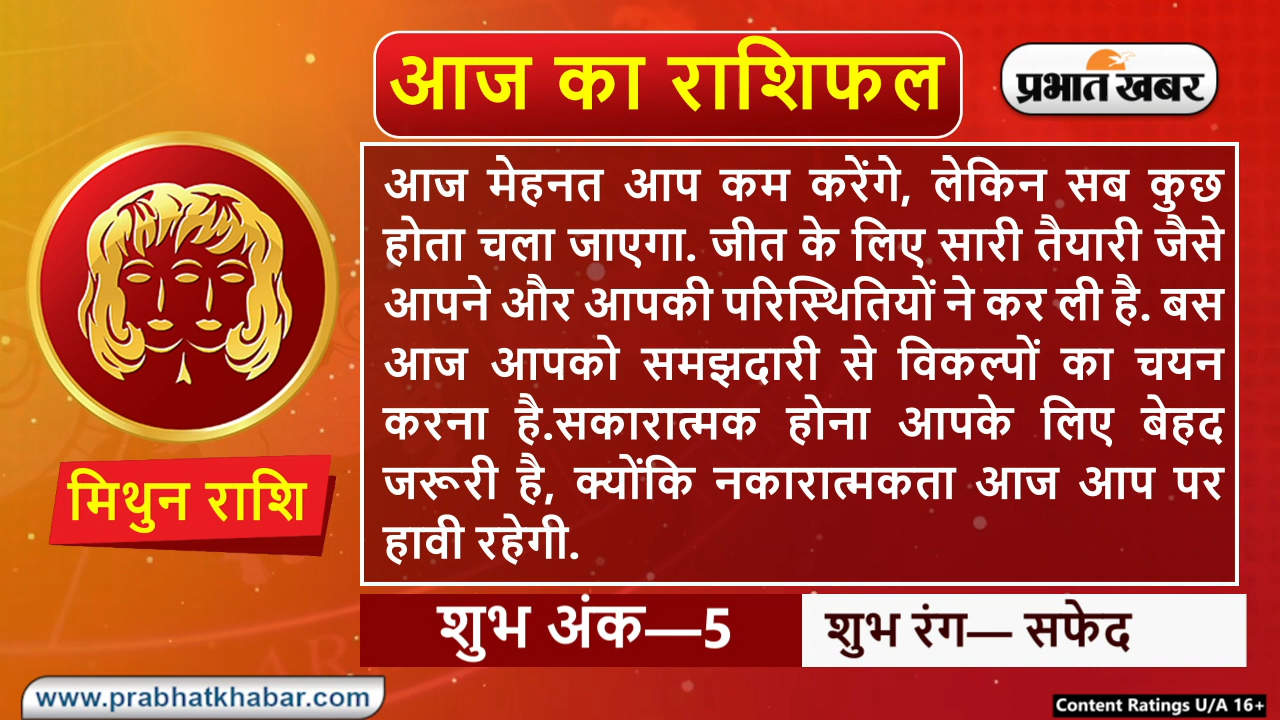 आज का राशिफल
प्रभात खबर
आज मेहनत आप कम करेंगे, लेकिन सब कुछ
होता चला जाएगा. जीत के लिए सारी तैयारी जैसे
आपने और आपकी परिस्थितियों ने कर ली है. बस
आज आपको समझदारी से विकल्पों का चयन
करना है.सकारात्मक होना आपके लिए बेहद
जरूरी है, क्योंकि नकारात्मकता आज आप पर
हावी रहेगी.
मिथुन राशि
शुभ अंक—5
शुभ रंग— सफेद
www.prabhatkhabar.com
Content Ratings U/A 16+